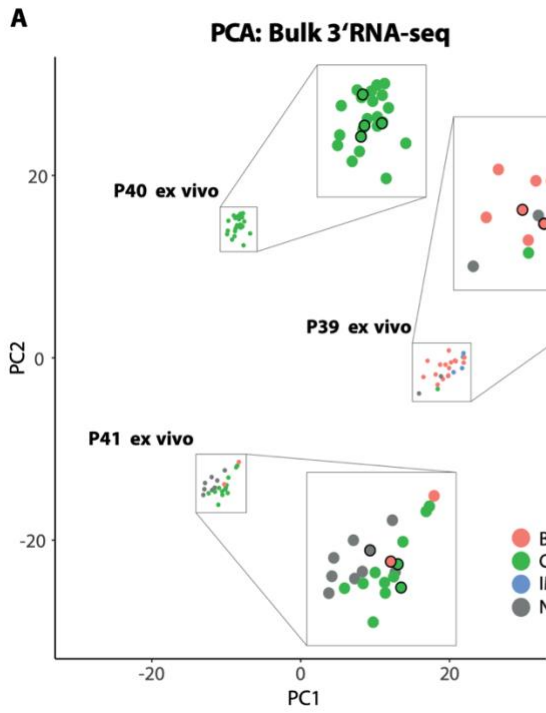 A
PCA: Bulk 3‘RNA-seq
20
P40 ex vivo
P39 ex vivo
PC2
0
P41 ex vivo
-20
-20
0
20
PC1